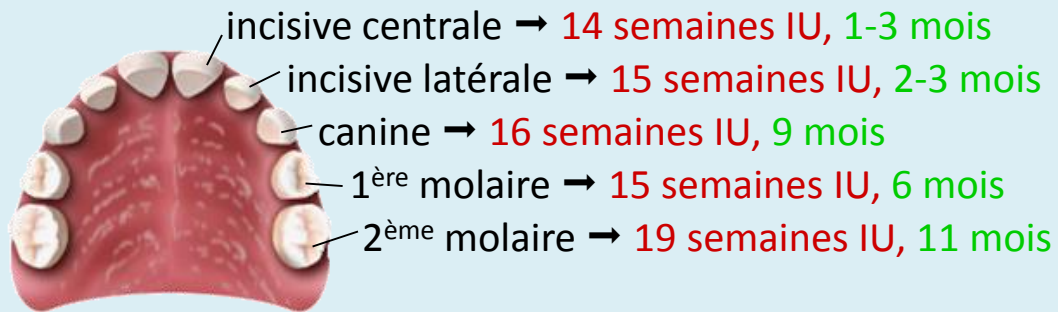 incisive centrale → 14 semaines IU, 1-3 mois
incisive latérale → 15 semaines IU, 2-3 mois
canine → 16 semaines IU, 9 mois
1ère molaire → 15 semaines IU, 6 mois
2ème molaire → 19 semaines IU, 11 mois